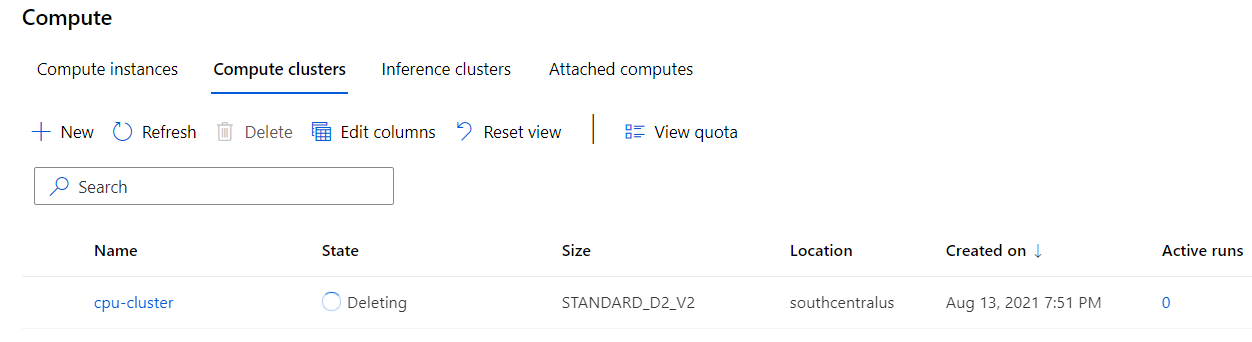 Compute
Compute instances Compute clusters Inference clusters Attached computes
New Refresh Delete Edit columns Reset view View quota
Search
Name State Size Location Created on ↓ Active runs
cpu-cluster Deleting STANDARD_D2_V2 southcentralus Aug 13, 2021 7:51 PM 0